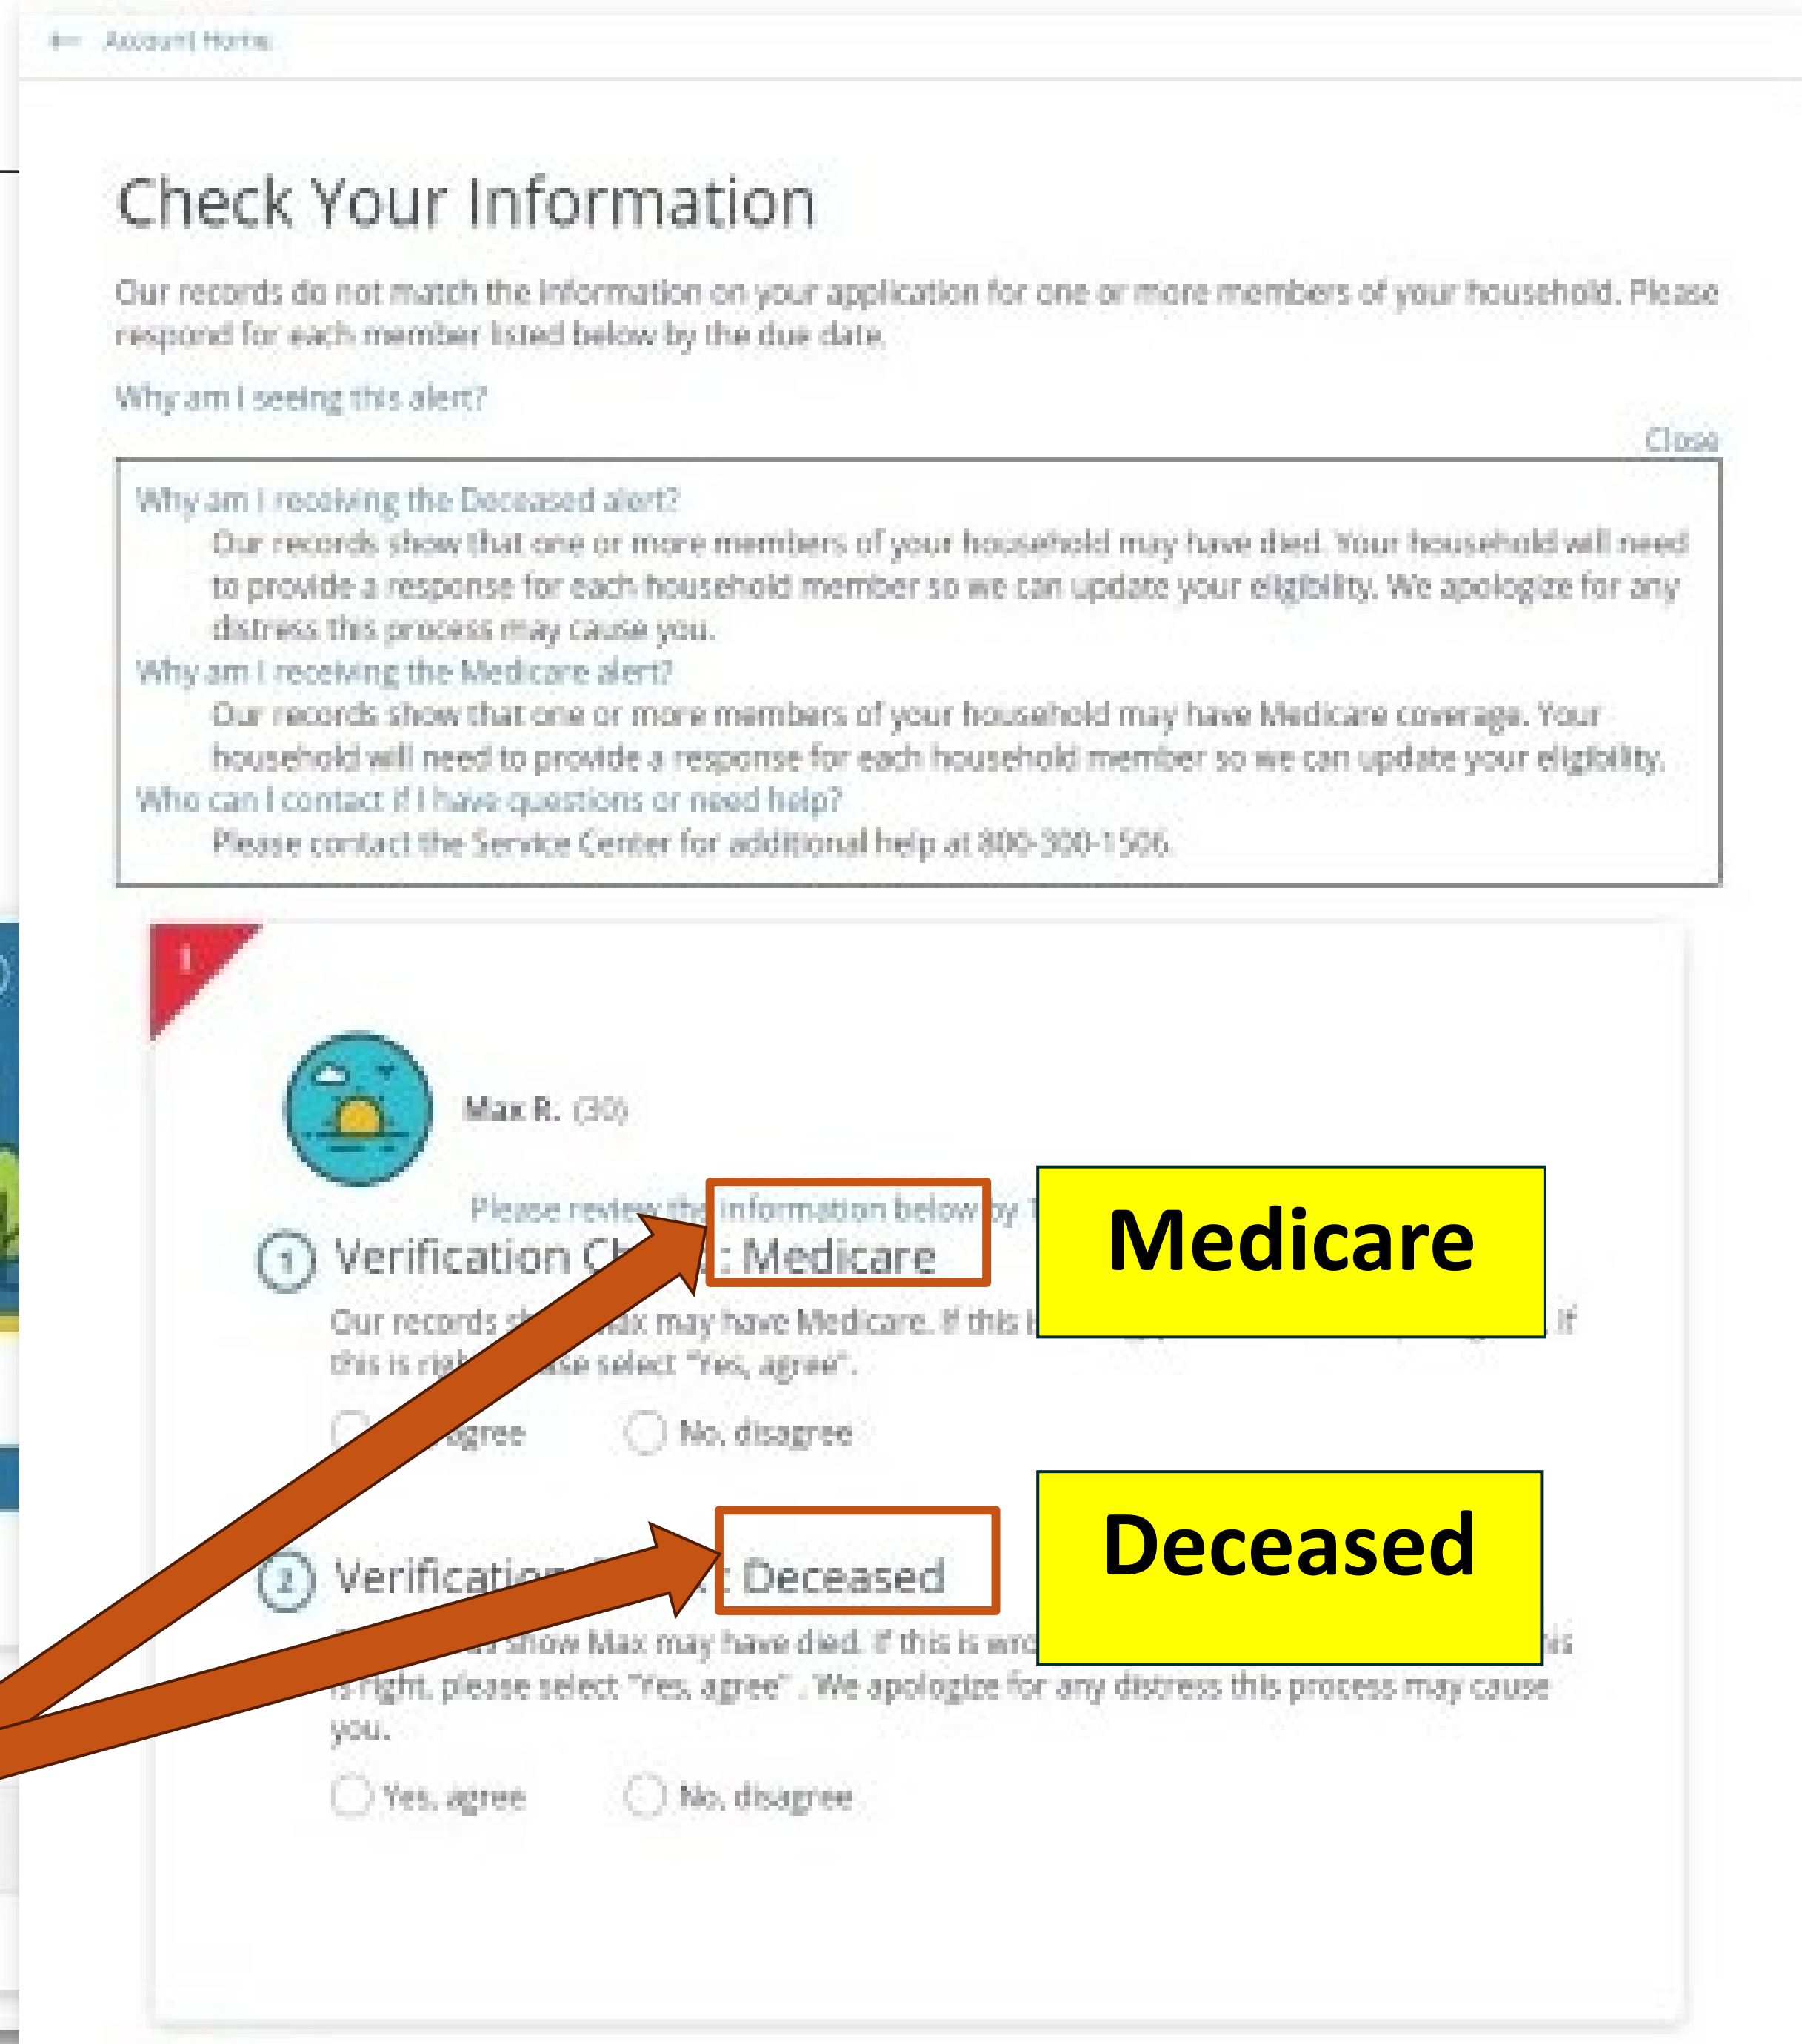 ← Account Home
Check Your Information
Our records do not match the information on your application for one or more members of your household. Please
respond for each member listed below by the due date.
Why am I seeing this alert?
Close
Why am I receiving the Deceased alert?
Our records show that one or more members of your household may have died. Your household will need
to provide a response for each household member so we can update your eligibility. We apologize for any
distress this process may cause you.
Why am I receiving the Medicare alert?
Our records show that one or more members of your household may have Medicare coverage. Your
household will need to provide a response for each household member so we can update your eligibility.
Who can I contact if I have questions or need help?
Please contact the Service Center for additional help at 800-300-1506.
Max R. (30)
Please review the information below by
1 Verification : Medicare
Medicare
Our records may have Medicare. If this if
this is select "Yes, agree".
agree No, disagree
2 Verification : Deceased
Deceased
show Max may have died. If this is
is right, please select "Yes, agree" . We apologize for any distress this process may cause
you.
Yes, agree No, disagree